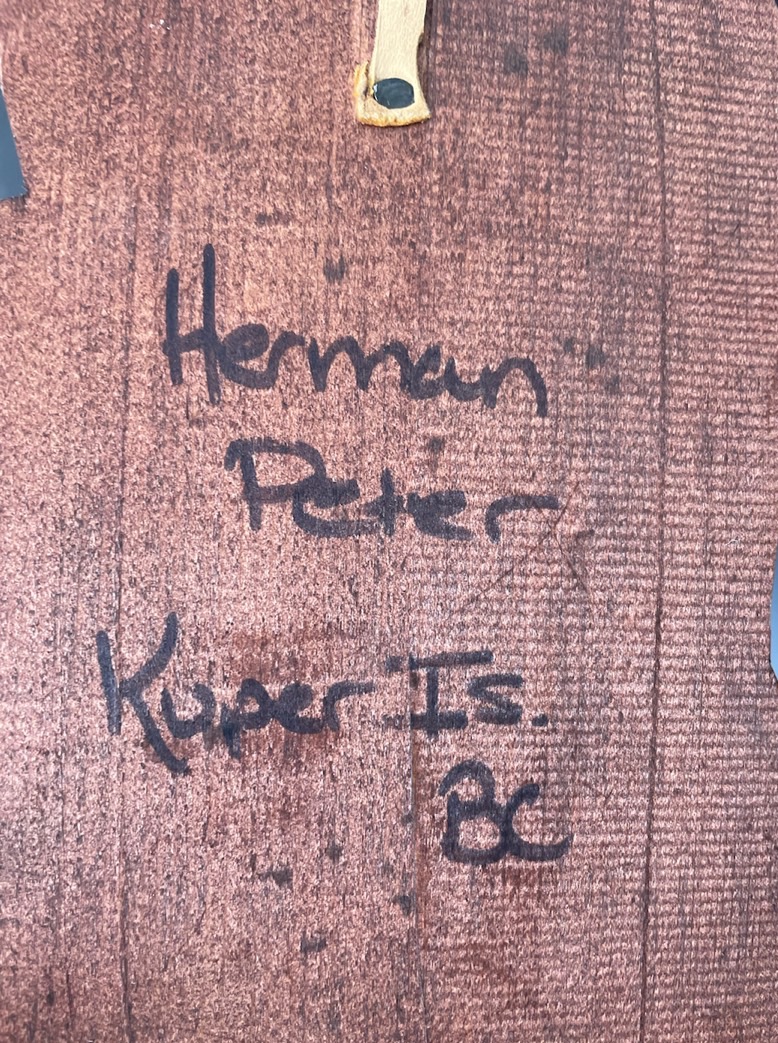 Herman
Peter
Kuper Is.
BC